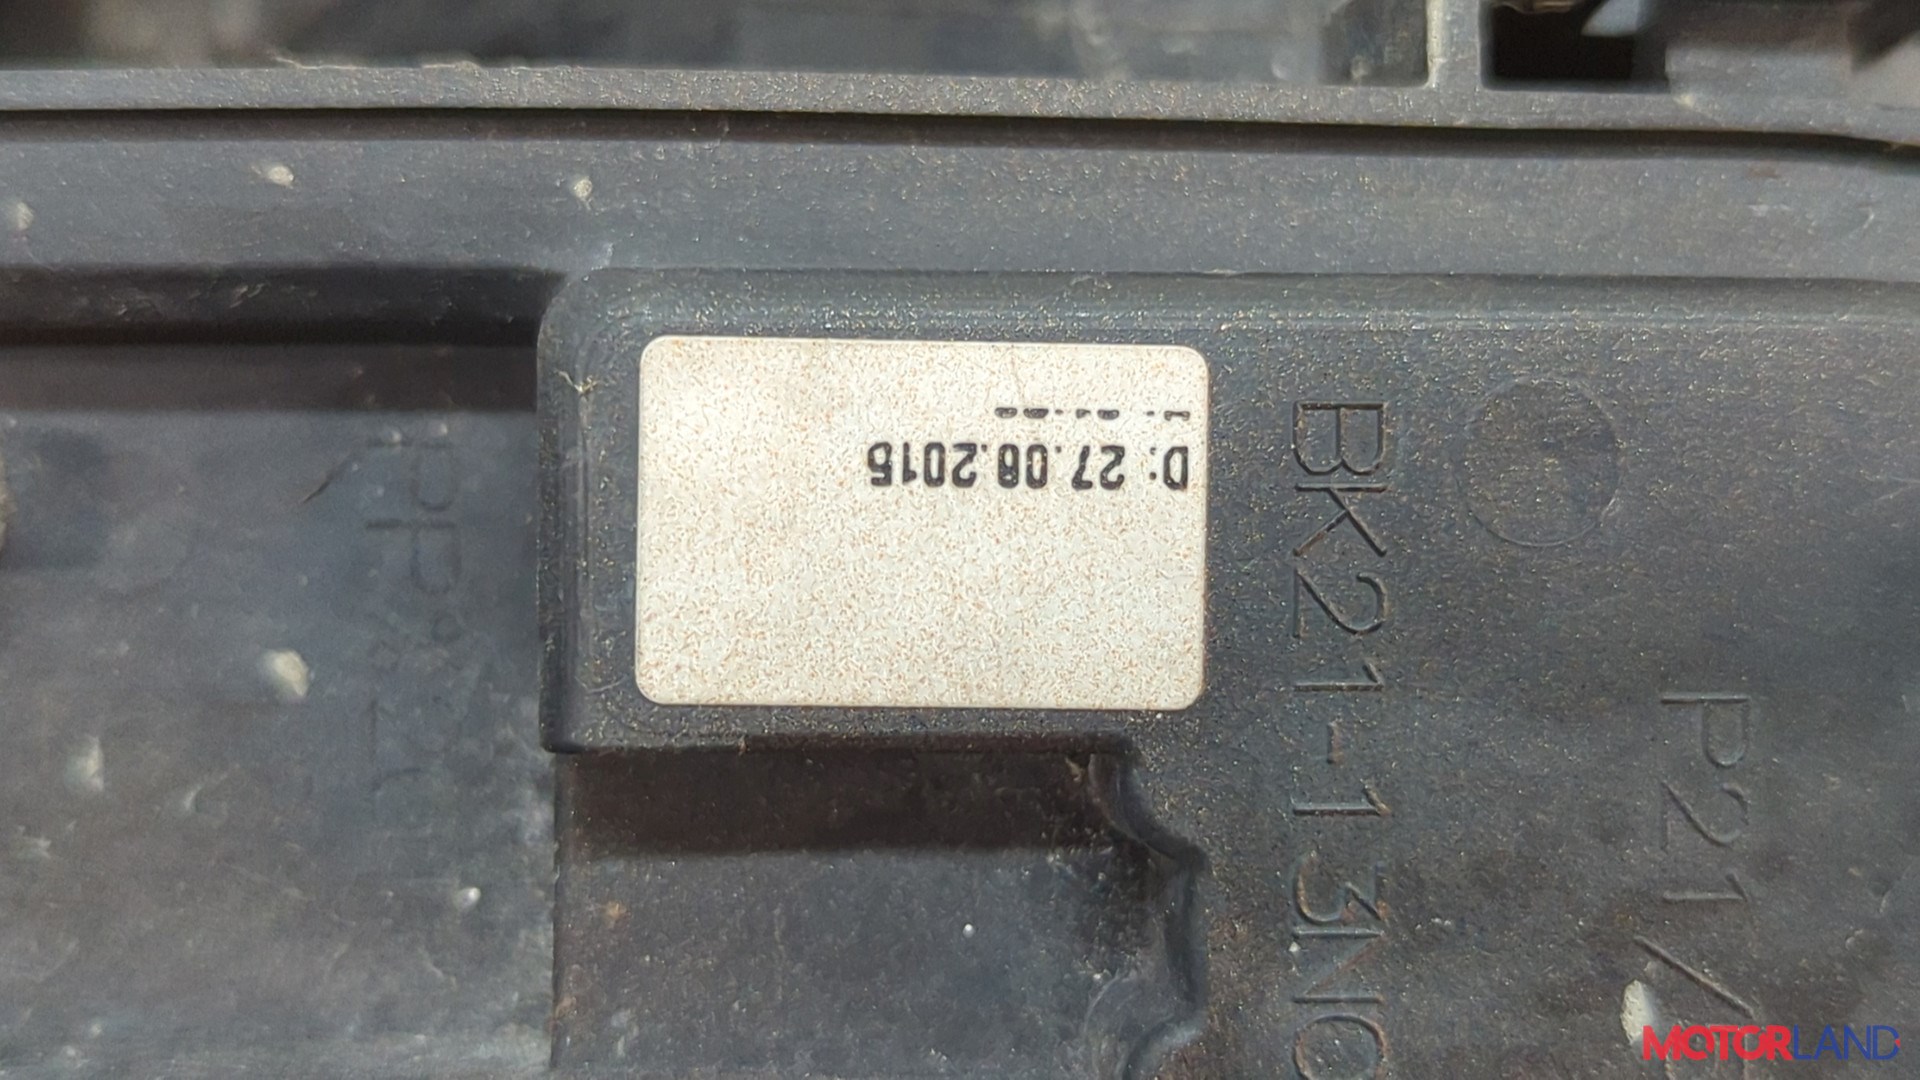 D: 27.08.2015
BK21-13N0
P21/
MOTORLAND